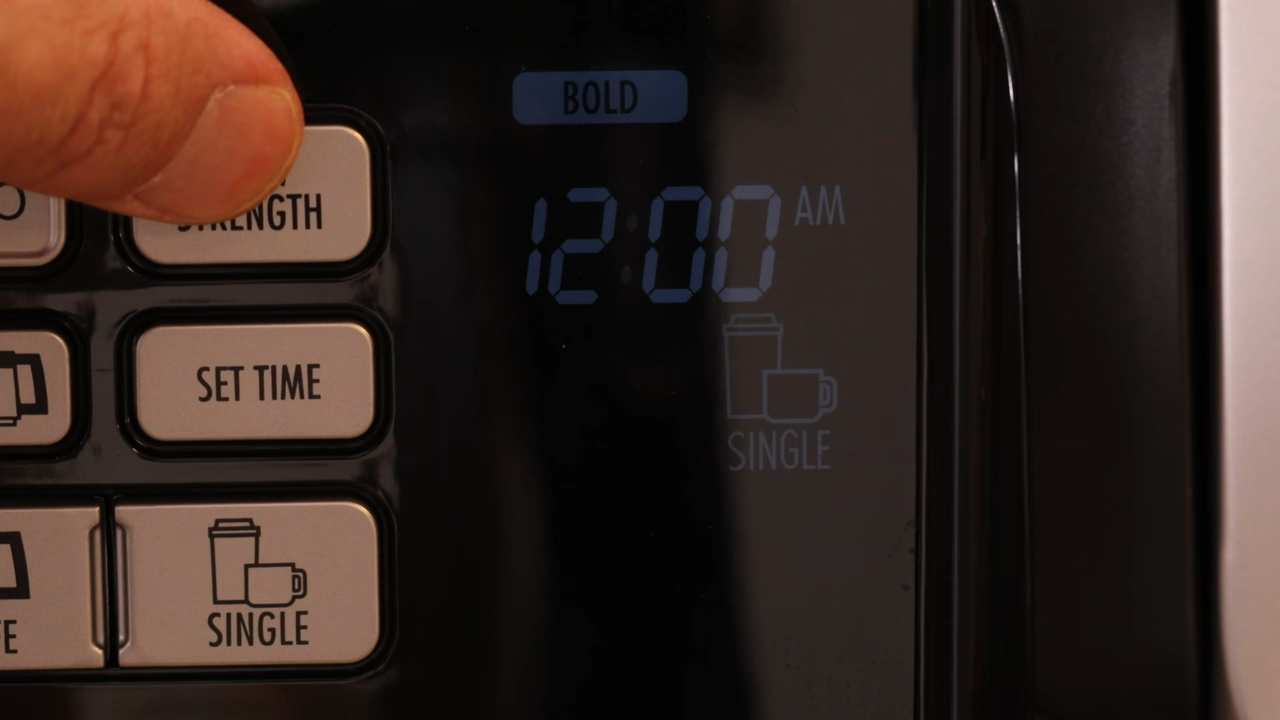 BOLD
12:00 AM
SINGLE
STRENGTH
SET TIME
SINGLE